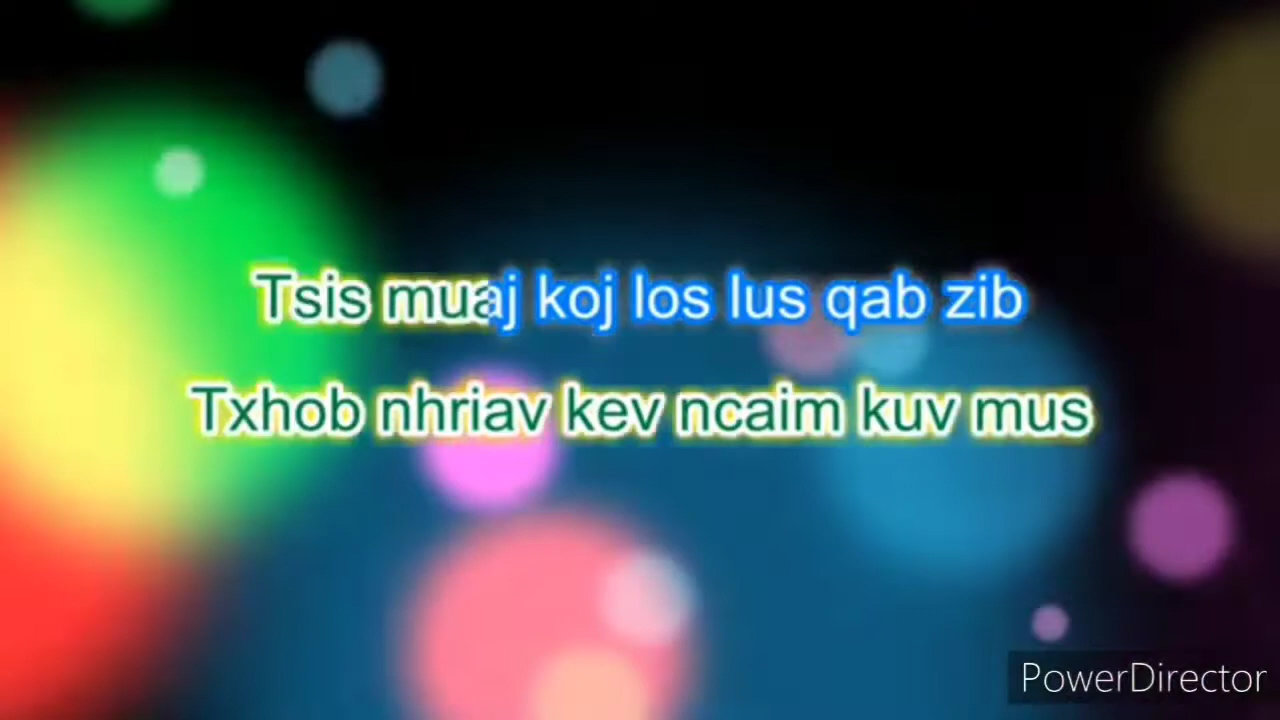 Tsis muaj koj los lus qab zib
Txhob nhriav kev ncaim kuv mus
PowerDirector